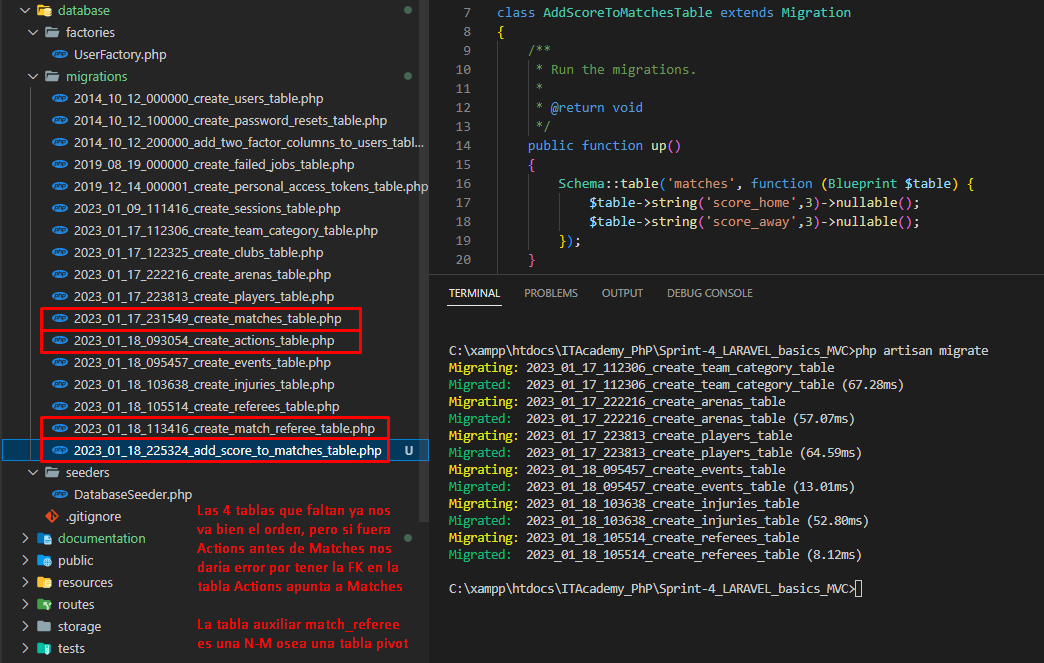 database
factories
UserFactory.php
migrations
2014_10_12_000000_create_users_table.php
2014_10_12_100000_create_password_resets_table.php
2014_10_12_200000_add_two_factor_columns_to_users_tabl...
2019_08_19_000000_create_failed_jobs_table.php
2019_12_14_000001_create_personal_access_tokens_table.php
2023_01_09_111416_create_sessions_table.php
2023_01_17_112306_create_team_category_table.php
2023_01_17_122325_create_clubs_table.php
2023_01_17_222216_create_arenas_table.php
2023_01_17_223813_create_players_table.php
2023_01_17_231549_create_matches_table.php
2023_01_18_093054_create_actions_table.php
2023_01_18_095457_create_events_table.php
2023_01_18_103638_create_injuries_table.php
2023_01_18_105514_create_referees_table.php
2023_01_18_113416_create_match_referee_table.php
2023_01_18_225324_add_score_to_matches_table.php U
seeders
DatabaseSeeder.php
.gitignore
documentation
public
resources
routes
storage
tests
Las 4 tablas que faltan ya nos
va bien el orden, pero si fuera
Actions antes de Matches nos
daria error por tener la FK en la
tabla Actions apunta a Matches
La tabla auxiliar match_referee
es una N-M osea una tabla pivot
7 class AddScoreToMatchesTable extends Migration
8 {
9 /**
10 * Run the migrations.
11 *
12 * @return void
13 */
14 public function up()
15 {
16 Schema::table('matches', function (Blueprint $table) {
17 $table->string('score_home',3)->nullable();
18 $table->string('score_away',3)->nullable();
19 });
20 }
TERMINAL PROBLEMS OUTPUT DEBUG CONSOLE
C:\xampp\htdocs\ITAcademy_PhP\Sprint-4_LARAVEL_basics_MVC>php artisan migrate
Migrating: 2023_01_17_112306_create_team_category_table
Migrated: 2023_01_17_112306_create_team_category_table (67.28ms)
Migrating: 2023_01_17_222216_create_arenas_table
Migrated: 2023_01_17_222216_create_arenas_table (57.07ms)
Migrating: 2023_01_17_223813_create_players_table
Migrated: 2023_01_17_223813_create_players_table (64.59ms)
Migrating: 2023_01_18_095457_create_events_table
Migrated: 2023_01_18_095457_create_events_table (13.01ms)
Migrating: 2023_01_18_103638_create_injuries_table
Migrated: 2023_01_18_103638_create_injuries_table (52.80ms)
Migrating: 2023_01_18_105514_create_referees_table
Migrated: 2023_01_18_105514_create_referees_table (8.12ms)
C:\xampp\htdocs\ITAcademy_PhP\Sprint-4_LARAVEL_basics_MVC>